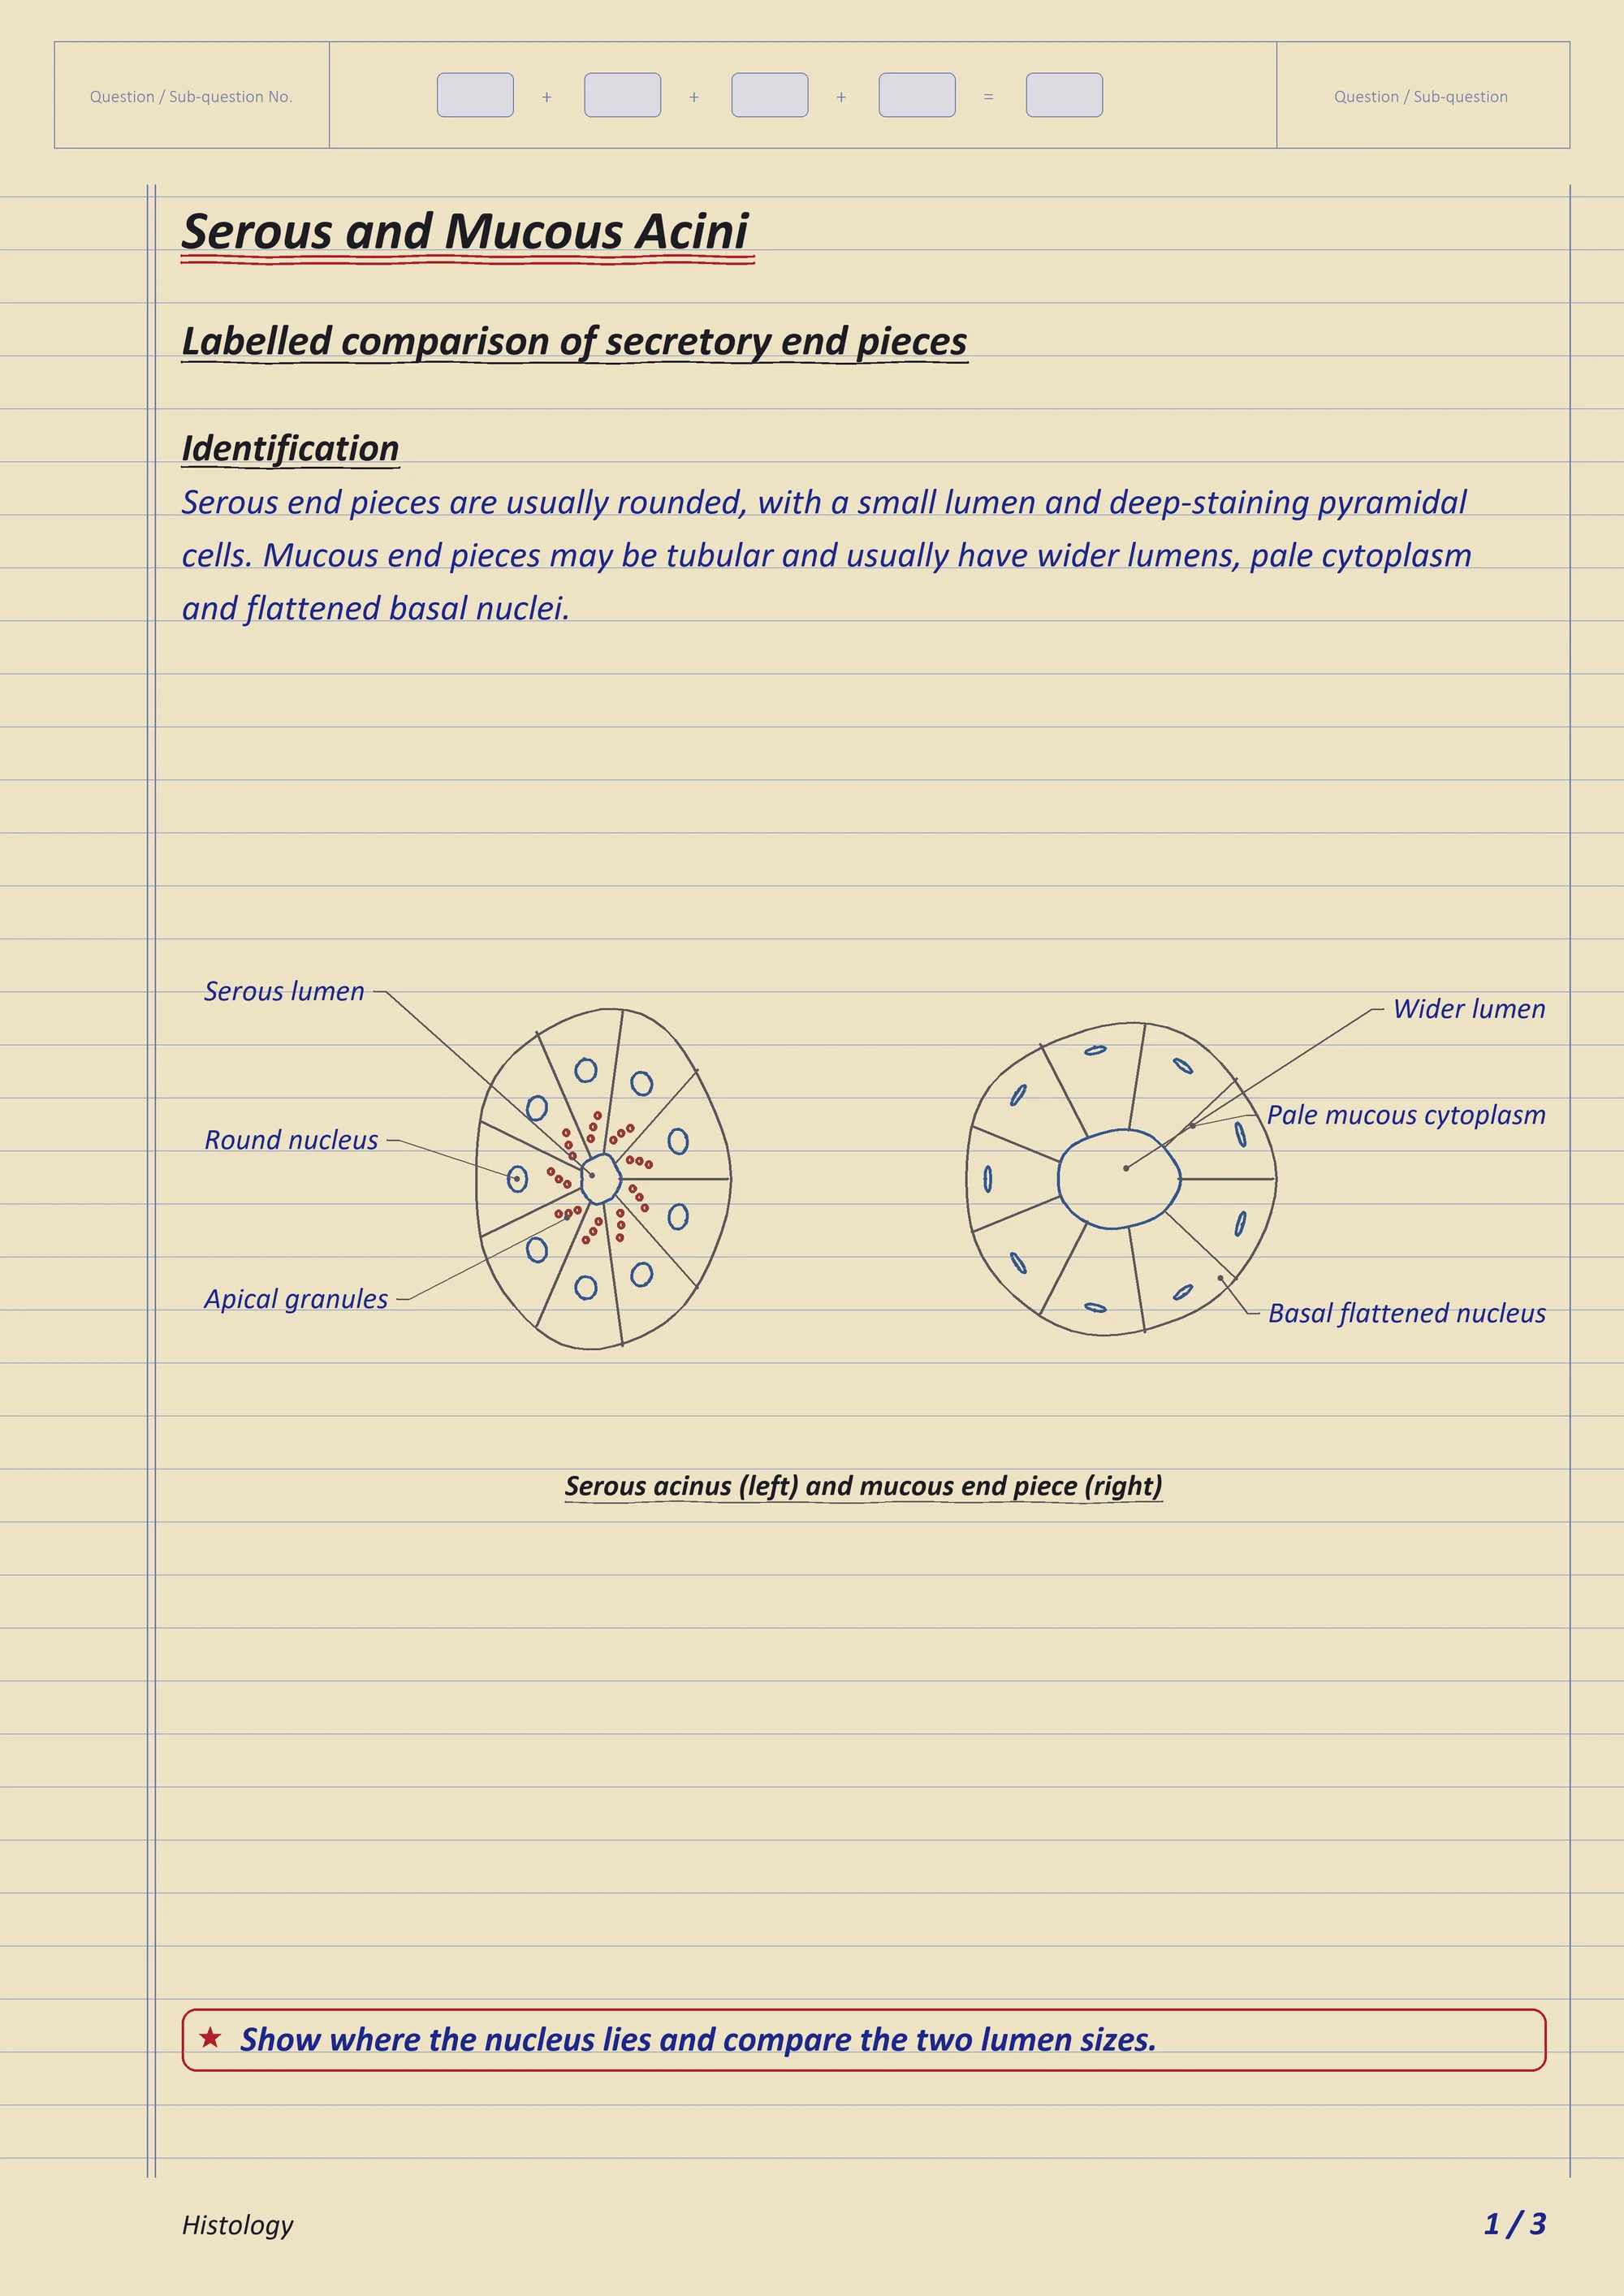 Question / Sub-question No.
+ + + =
Question / Sub-question
Serous and Mucous Acini
Labelled comparison of secretory end pieces
Identification
Serous end pieces are usually rounded, with a small lumen and deep-staining pyramidal
cells. Mucous end pieces may be tubular and usually have wider lumens, pale cytoplasm
and flattened basal nuclei.
Serous lumen
Round nucleus
Apical granules
Wider lumen
Pale mucous cytoplasm
Basal flattened nucleus
Serous acinus (left) and mucous end piece (right)
★ Show where the nucleus lies and compare the two lumen sizes.
Histology
1 / 3